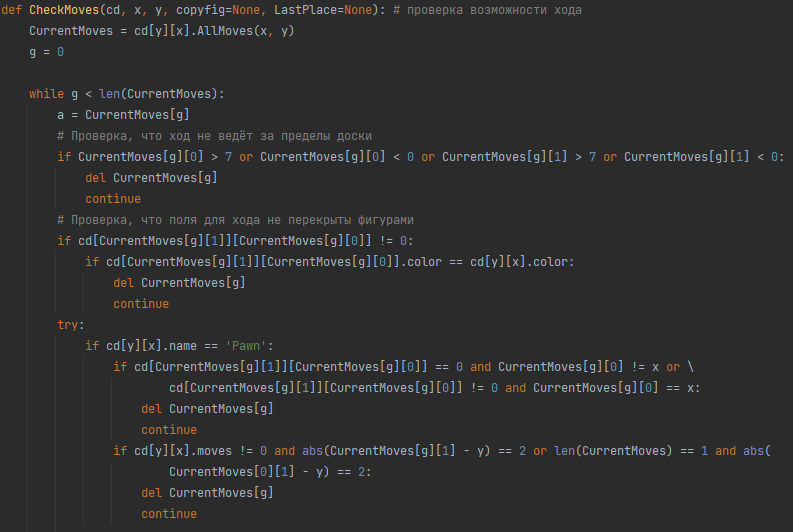 def CheckMoves(cd, x, y, copyfig=None, LastPlace=None): # проверка возможности хода
    CurrentMoves = cd[y][x].AllMoves(x, y)
    g = 0

    while g < len(CurrentMoves):
        a = CurrentMoves[g]
        # Проверка, что ход не ведёт за пределы доски
        if CurrentMoves[g][0] > 7 or CurrentMoves[g][0] < 0 or CurrentMoves[g][1] > 7 or CurrentMoves[g][1] < 0:
            del CurrentMoves[g]
            continue
        # Проверка, что поля для хода не перекрыты фигурами
        if cd[CurrentMoves[g][1]][CurrentMoves[g][0]] != 0:
            if cd[CurrentMoves[g][1]][CurrentMoves[g][0]].color == cd[y][x].color:
                del CurrentMoves[g]
                continue
        try:
            if cd[y][x].name == 'Pawn':
                if cd[CurrentMoves[g][1]][CurrentMoves[g][0]] == 0 and CurrentMoves[g][0] != x or \
                        cd[CurrentMoves[g][1]][CurrentMoves[g][0]] != 0 and CurrentMoves[g][0] == x:
                    del CurrentMoves[g]
                    continue
                if cd[y][x].moves != 0 and abs(CurrentMoves[g][1] - y) == 2 or len(CurrentMoves) == 1 and abs(
                        CurrentMoves[0][1] - y) == 2:
                    del CurrentMoves[g]
                    continue